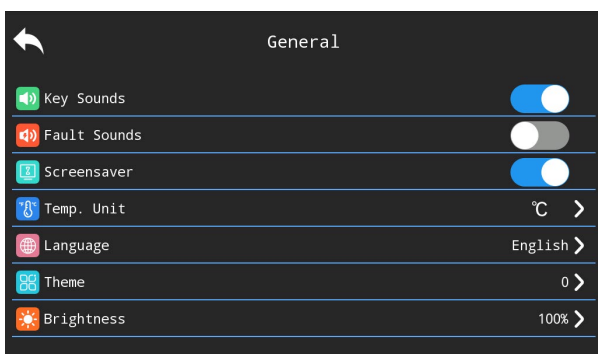 General
Key Sounds
Fault Sounds
Screensaver
Temp. Unit ℃
Language English
Theme 0
Brightness 100%